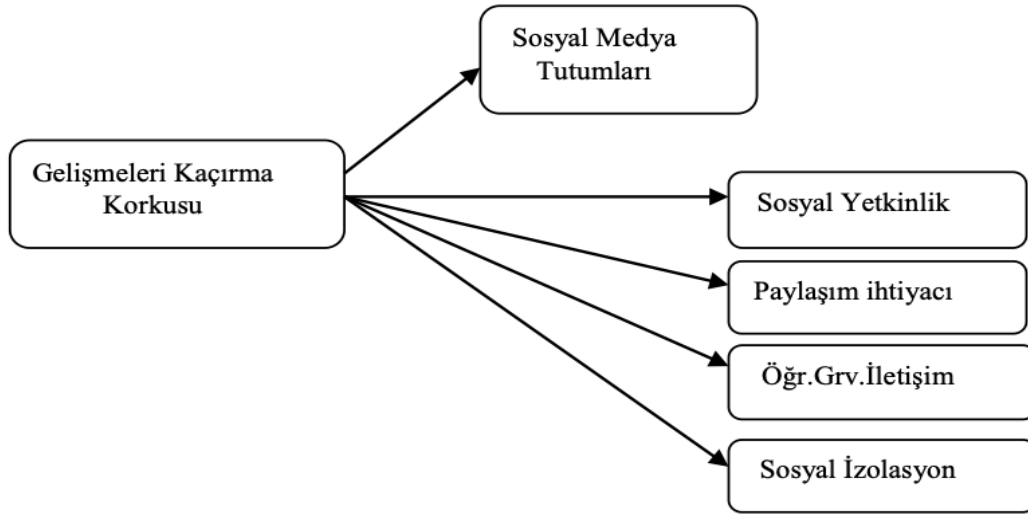 Sosyal Medya
Tutumları
Gelişmeleri Kaçırma
Korkusu
Sosyal Yetkinlik
Paylaşım ihtiyacı
Öğr.Grv.İletişim
Sosyal İzolasyon